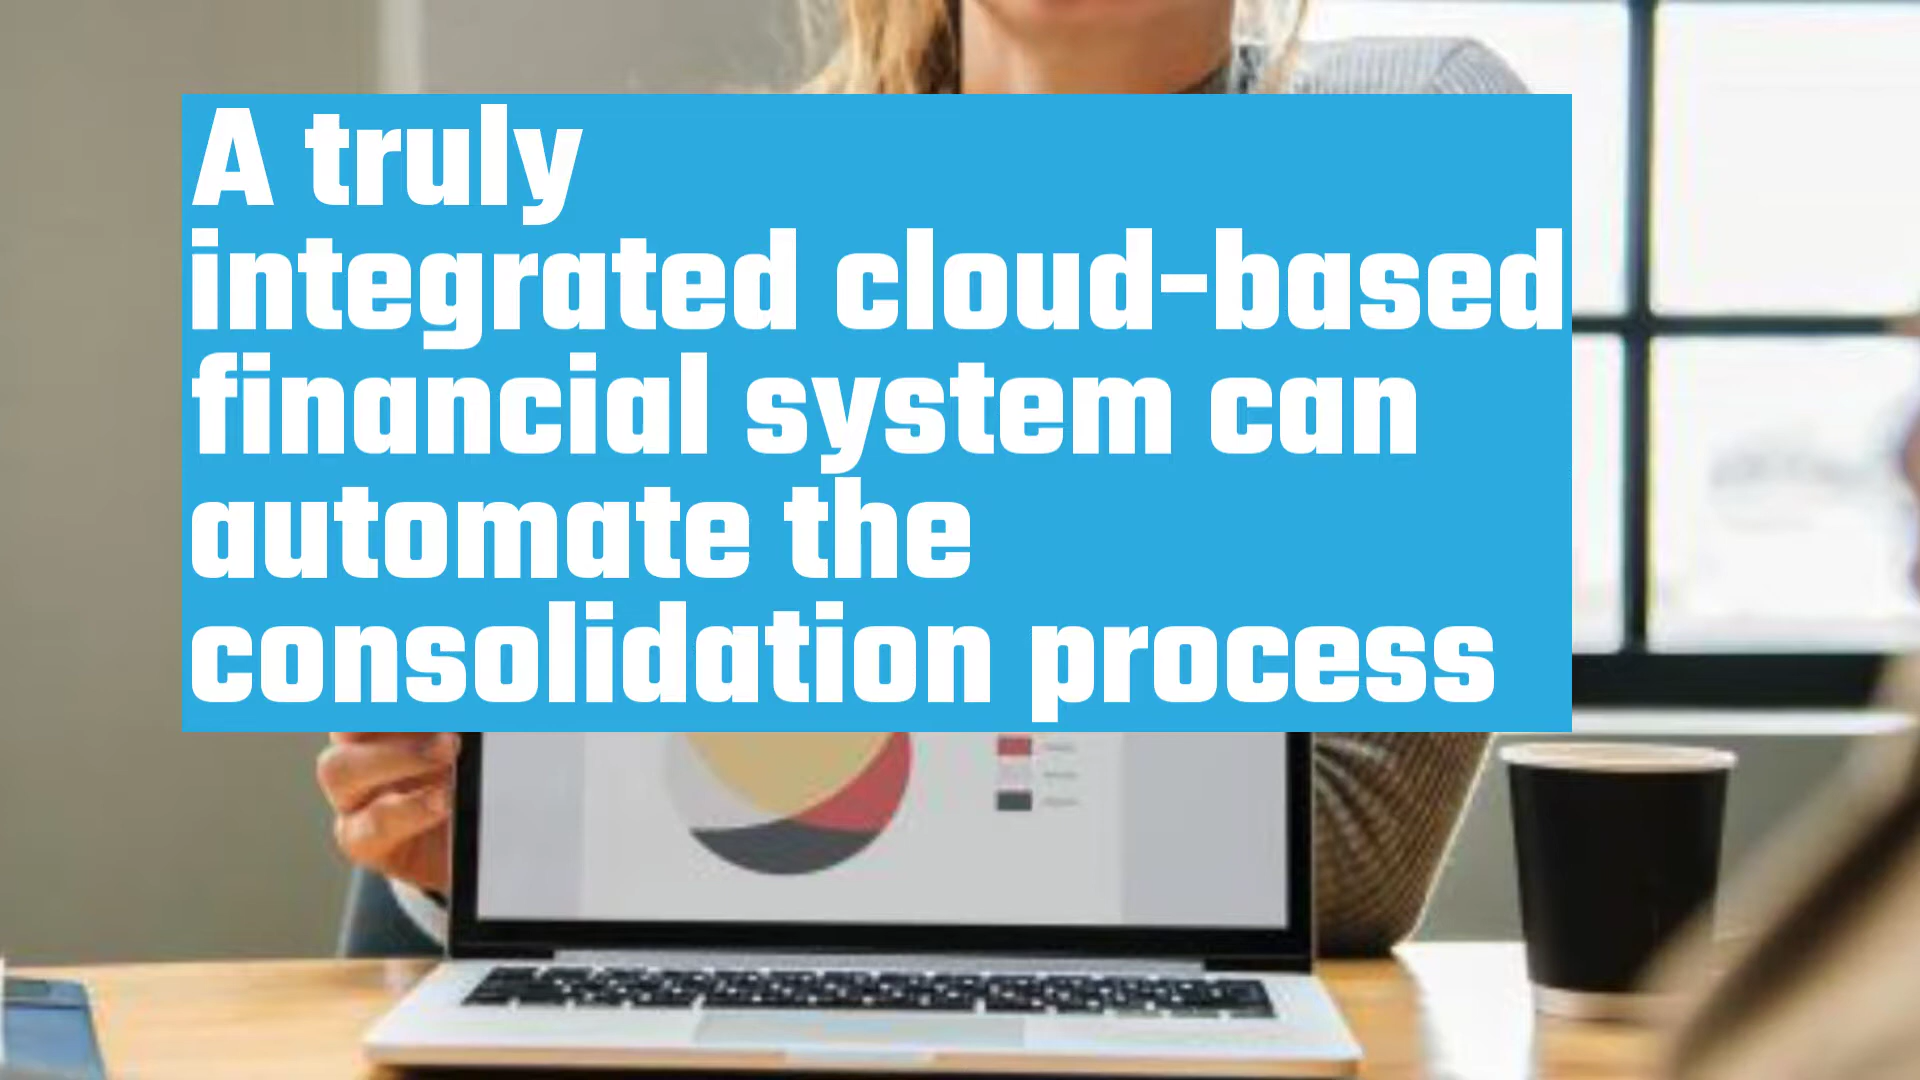 A truly
integrated cloud-based
financial system can
automate the
consolidation process